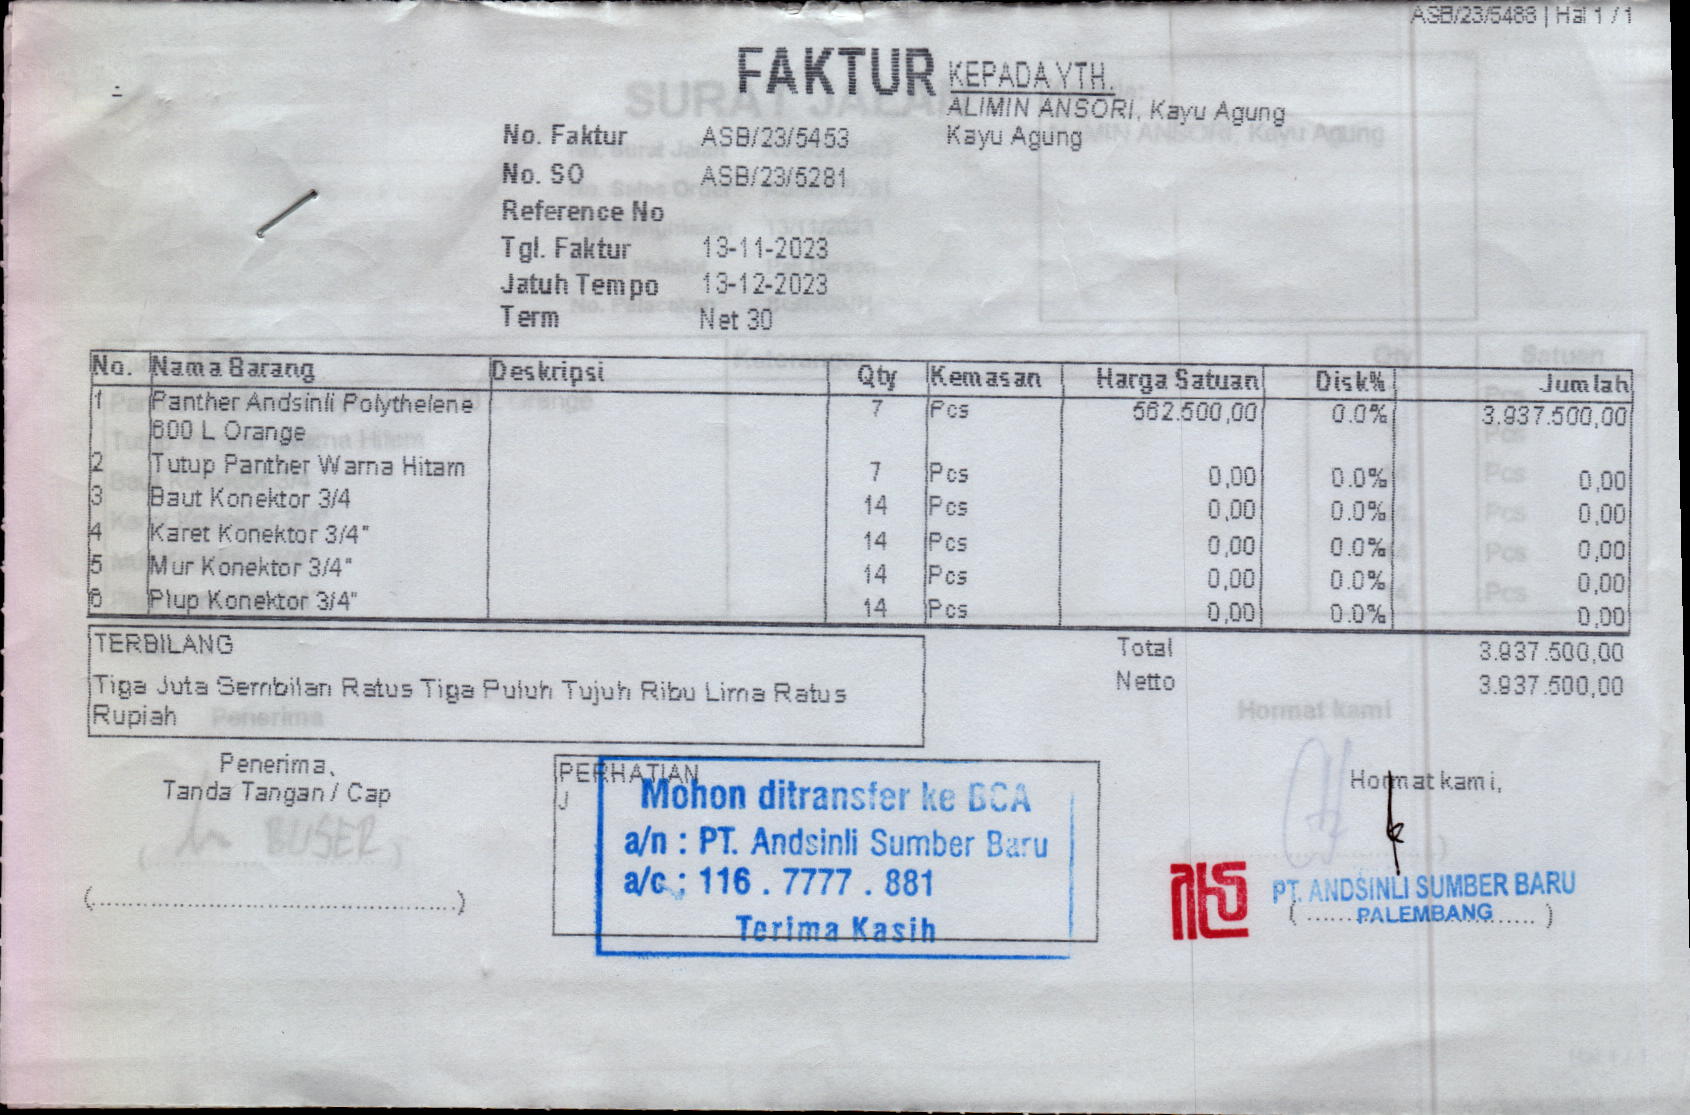 ASB/23/5483 | Hal 1 / 1
FAKTUR
KEPADA YTH.
ALIMIN ANSORI, Kayu Agung
Kayu Agung
No. Faktur ASB/23/5453
No. SO ASB/23/5281
Reference No
Tgl. Faktur 13-11-2023
Jatuh Tempo 13-12-2023
Term Net 30
No. Nama Barang Deskripsi Qty Kemasan Harga Satuan Disk% Jumlah
1 Panther Andsinli Polythelene 7 Pcs 562.500,00 0.0% 3.937.500,00
600 L Orange
2 Tutup Panther Warna Hitam 7 Pcs 0,00 0.0% 0,00
3 Baut Konektor 3/4 14 Pcs 0,00 0.0% 0,00
4 Karet Konektor 3/4" 14 Pcs 0,00 0.0% 0,00
5 Mur Konektor 3/4" 14 Pcs 0,00 0.0% 0,00
6 Plup Konektor 3/4" 14 Pcs 0,00 0.0% 0,00
TERBILANG
Tiga Juta Sembilan Ratus Tiga Puluh Tujuh Ribu Lima Ratus
Rupiah
Total 3.937.500,00
Netto 3.937.500,00
Penerima,
Tanda Tangan / Cap
BUSER
(....................)
PERHATIAN
J
Mohon ditransfer ke BCA
a/n : PT. Andsinli Sumber Baru
a/c : 116 . 7777 . 881
Terima Kasih
Hormat kami,
PT. ANDSINLI SUMBER BARU
PALEMBANG